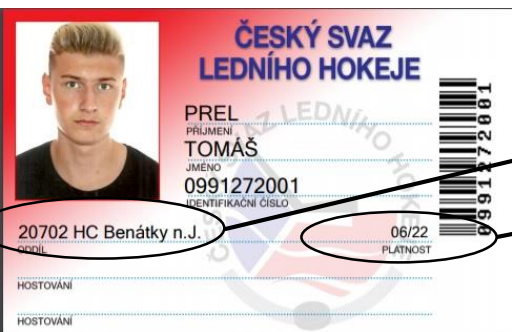 ČESKÝ SVAZ
LEDNÍHO HOKEJE
PREL
PŘÍJMENÍ
TOMÁŠ
JMÉNO
0991272001
IDENTIFIKAČNÍ ČÍSLO
0991272001
20702 HC Benátky n.J.
ODDÍL
06/22
PLATNOST
HOSTOVÁNÍ
HOSTOVÁNÍ